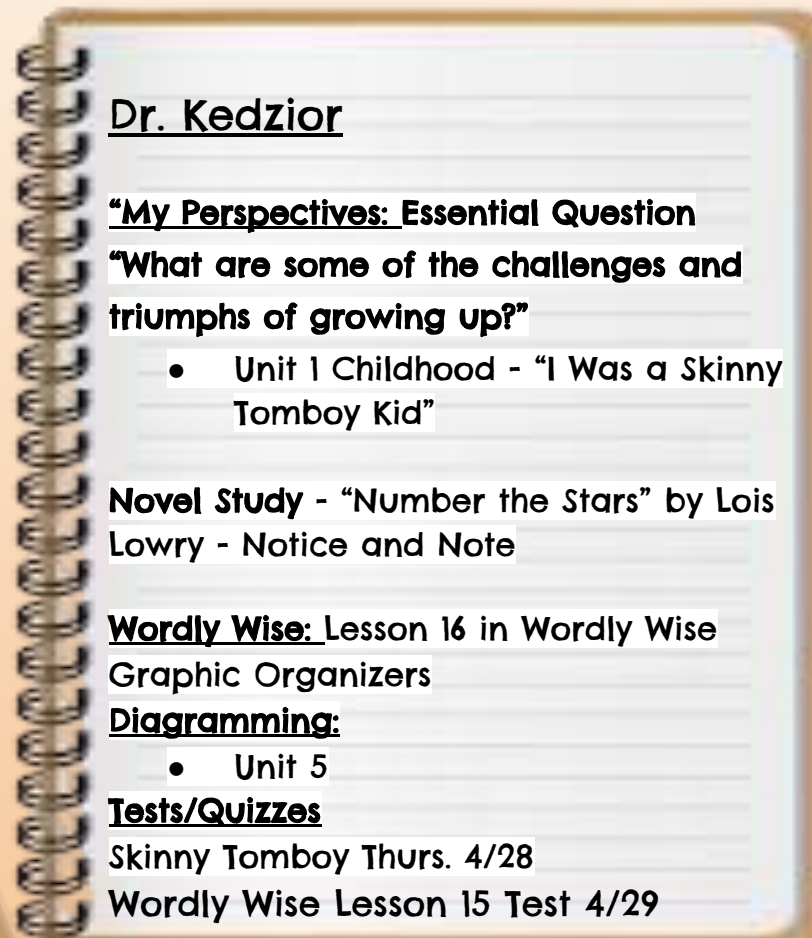 Dr. Kedzior
“My Perspectives: Essential Question
“What are some of the challenges and
triumphs of growing up?”
● Unit 1 Childhood - “I Was a Skinny
Tomboy Kid”
Novel Study - “Number the Stars” by Lois
Lowry - Notice and Note
Wordly Wise: Lesson 16 in Wordly Wise
Graphic Organizers
Diagramming:
● Unit 5
Tests/Quizzes
Skinny Tomboy Thurs. 4/28
Wordly Wise Lesson 15 Test 4/29